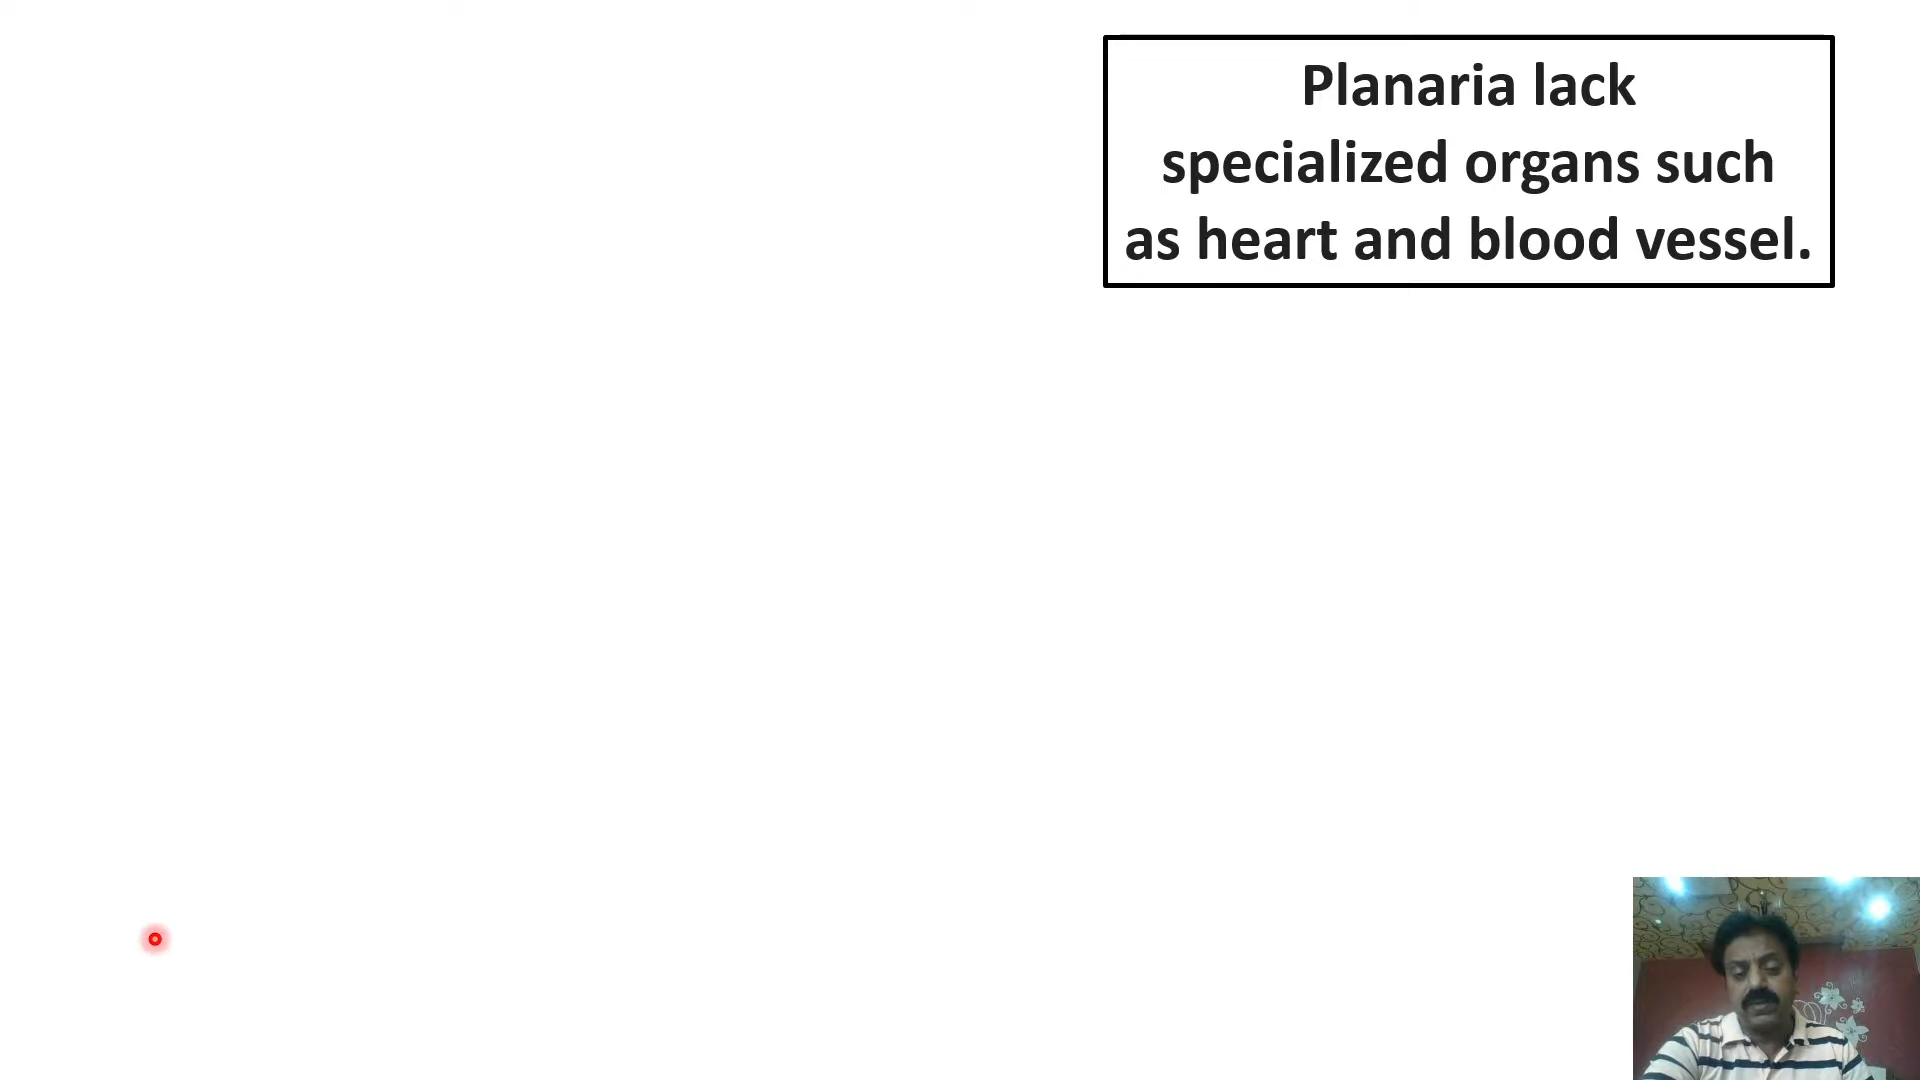 Planaria lack
specialized organs such
as heart and blood vessel.